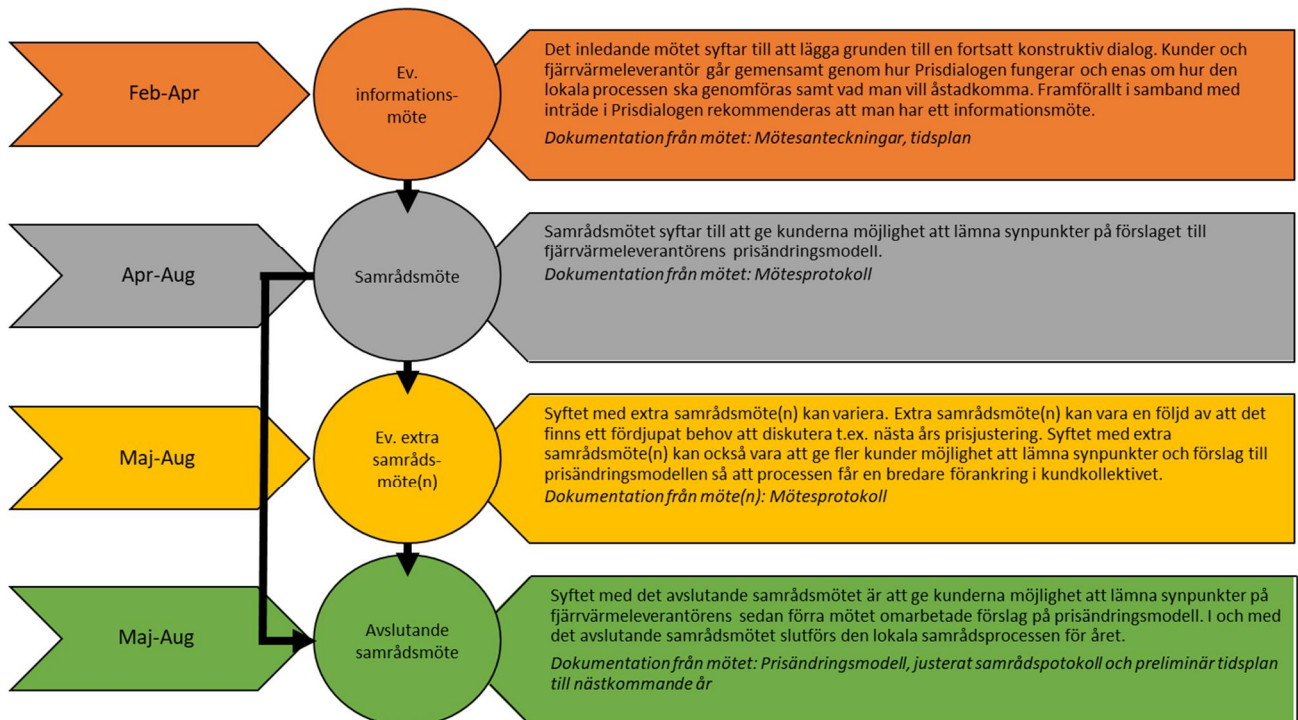 Feb-Apr
Ev.
informations-
möte
Det inledande mötet syftar till att lägga grunden till en fortsatt konstruktiv dialog. Kunder och
fjärrvärmeleverantör går gemensamt genom hur Prisdialogen fungerar och enas om hur den
lokala processen ska genomföras samt vad man vill åstadkomma. Framförallt i samband med
inträde i Prisdialogen rekommenderas att man har ett informationsmöte.
Dokumentation från mötet: Mötesanteckningar, tidsplan
Apr-Aug
Samrådsmöte
Samrådsmötet syftar till att ge kunderna möjlighet att lämna synpunkter på förslaget till
fjärrvärmeleverantörens prisändringsmodell.
Dokumentation från mötet: Mötesprotokoll
Maj-Aug
Ev. extra
samråds-
möte(n)
Syftet med extra samrådsmöte(n) kan variera. Extra samrådsmöte(n) kan vara en följd av att det
finns ett fördjupat behov att diskutera t.ex. nästa års prisjustering. Syftet med extra
samrådsmöte(n) kan också vara att ge fler kunder möjlighet att lämna synpunkter och förslag till
prisändringsmodellen så att processen får en bredare förankring i kundkollektivet.
Dokumentation från möte(n): Mötesprotokoll
Maj-Aug
Avslutande
samrådsmöte
Syftet med det avslutande samrådsmötet är att ge kunderna möjlighet att lämna synpunkter på
fjärrvärmeleverantörens sedan förra mötet omarbetade förslag på prisändringsmodell. I och med
det avslutande samrådsmötet slutförs den lokala samrådsprocessen för året.
Dokumentation från mötet: Prisändringsmodell, justerat samrådspotokoll och preliminär tidsplan
till nästkommande år